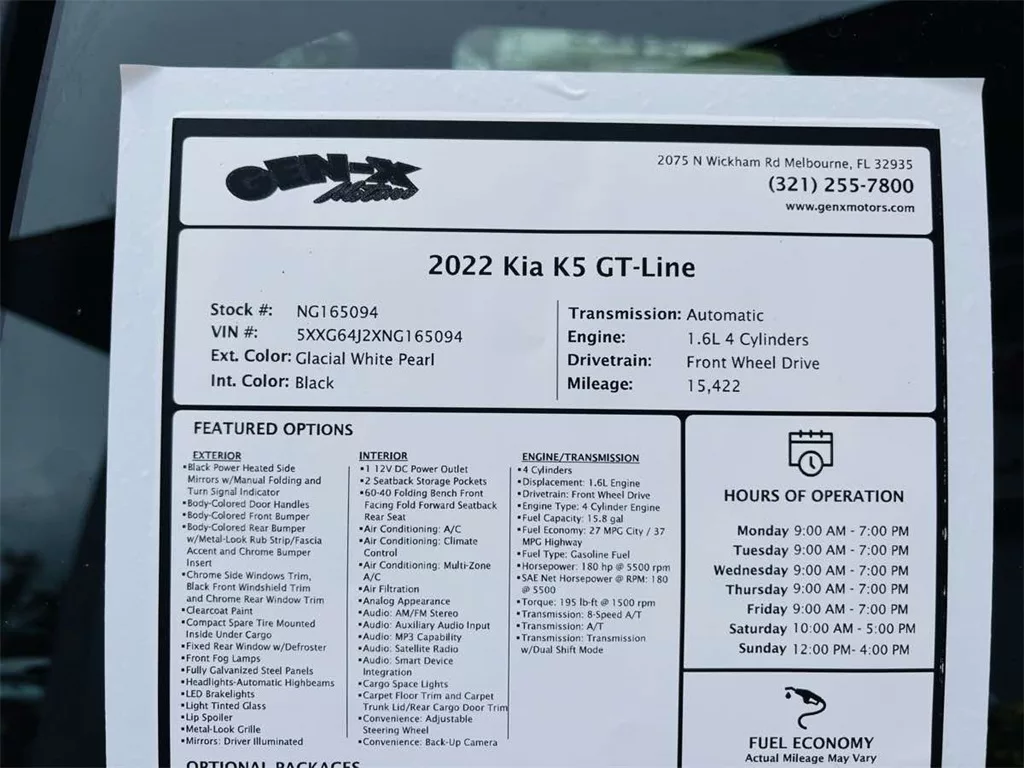 GEN-X
Motors
2075 N Wickham Rd Melbourne, FL 32935
(321) 255-7800
www.genxmotors.com
2022 Kia K5 GT-Line
Stock #: NG165094
VIN #: 5XXG64J2XNG165094
Ext. Color: Glacial White Pearl
Int. Color: Black
Transmission: Automatic
Engine: 1.6L 4 Cylinders
Drivetrain: Front Wheel Drive
Mileage: 15,422
FEATURED OPTIONS
EXTERIOR
▪Black Power Heated Side
Mirrors w/Manual Folding and
Turn Signal Indicator
▪Body-Colored Door Handles
▪Body-Colored Front Bumper
▪Body-Colored Rear Bumper
w/Metal-Look Rub Strip/Fascia
Accent and Chrome Bumper
Insert
▪Chrome Side Windows Trim,
Black Front Windshield Trim
and Chrome Rear Window Trim
▪Clearcoat Paint
▪Compact Spare Tire Mounted
Inside Under Cargo
▪Fixed Rear Window w/Defroster
▪Front Fog Lamps
▪Fully Galvanized Steel Panels
▪Headlights-Automatic Highbeams
▪LED Brakelights
▪Light Tinted Glass
▪Lip Spoiler
▪Metal-Look Grille
▪Mirrors: Driver Illuminated
INTERIOR
▪1 12V DC Power Outlet
▪2 Seatback Storage Pockets
▪60-40 Folding Bench Front
Facing Fold Forward Seatback
Rear Seat
▪Air Conditioning: A/C
▪Air Conditioning: Climate
Control
▪Air Conditioning: Multi-Zone
A/C
▪Air Filtration
▪Analog Appearance
▪Audio: AM/FM Stereo
▪Audio: Auxiliary Audio Input
▪Audio: MP3 Capability
▪Audio: Satellite Radio
▪Audio: Smart Device
Integration
▪Cargo Space Lights
▪Carpet Floor Trim and Carpet
Trunk Lid/Rear Cargo Door Trim
▪Convenience: Adjustable
Steering Wheel
▪Convenience: Back-Up Camera
ENGINE/TRANSMISSION
▪4 Cylinders
▪Displacement: 1.6L Engine
▪Drivetrain: Front Wheel Drive
▪Engine Type: 4 Cylinder Engine
▪Fuel Capacity: 15.8 gal
▪Fuel Economy: 27 MPG City / 37
MPG Highway
▪Fuel Type: Gasoline Fuel
▪Horsepower: 180 hp @ 5500 rpm
▪SAE Net Horsepower @ RPM: 180
@ 5500
▪Torque: 195 lb-ft @ 1500 rpm
▪Transmission: 8-Speed A/T
▪Transmission: A/T
▪Transmission: Transmission
w/Dual Shift Mode
HOURS OF OPERATION
Monday 9:00 AM - 7:00 PM
Tuesday 9:00 AM - 7:00 PM
Wednesday 9:00 AM - 7:00 PM
Thursday 9:00 AM - 7:00 PM
Friday 9:00 AM - 7:00 PM
Saturday 10:00 AM - 5:00 PM
Sunday 12:00 PM- 4:00 PM
FUEL ECONOMY
Actual Mileage May Vary
OPTIONAL PACKAGES